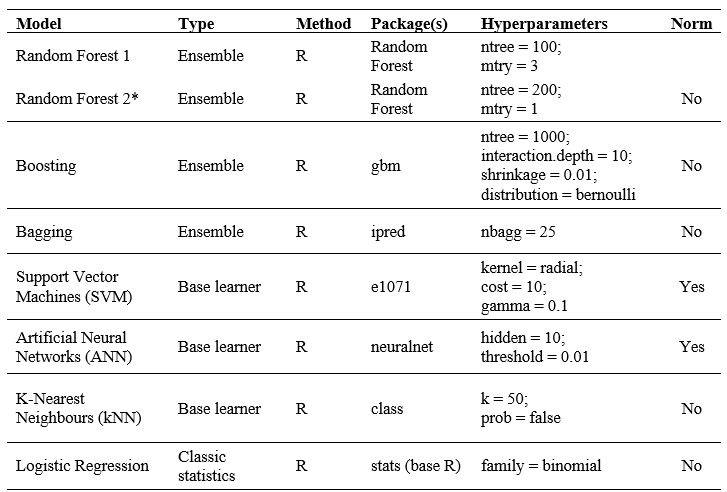 Model Type Method Package(s) Hyperparameters Norm
Random Forest 1 Ensemble R Random Forest ntree = 100; mtry = 3
Random Forest 2* Ensemble R Random Forest ntree = 200; mtry = 1 No
Boosting Ensemble R gbm ntree = 1000; interaction.depth = 10; shrinkage = 0.01; distribution = bernoulli No
Bagging Ensemble R ipred nbagg = 25 No
Support Vector Machines (SVM) Base learner R e1071 kernel = radial; cost = 10; gamma = 0.1 Yes
Artificial Neural Networks (ANN) Base learner R neuralnet hidden = 10; threshold = 0.01 Yes
K-Nearest Neighbours (kNN) Base learner R class k = 50; prob = false No
Logistic Regression Classic statistics R stats (base R) family = binomial No